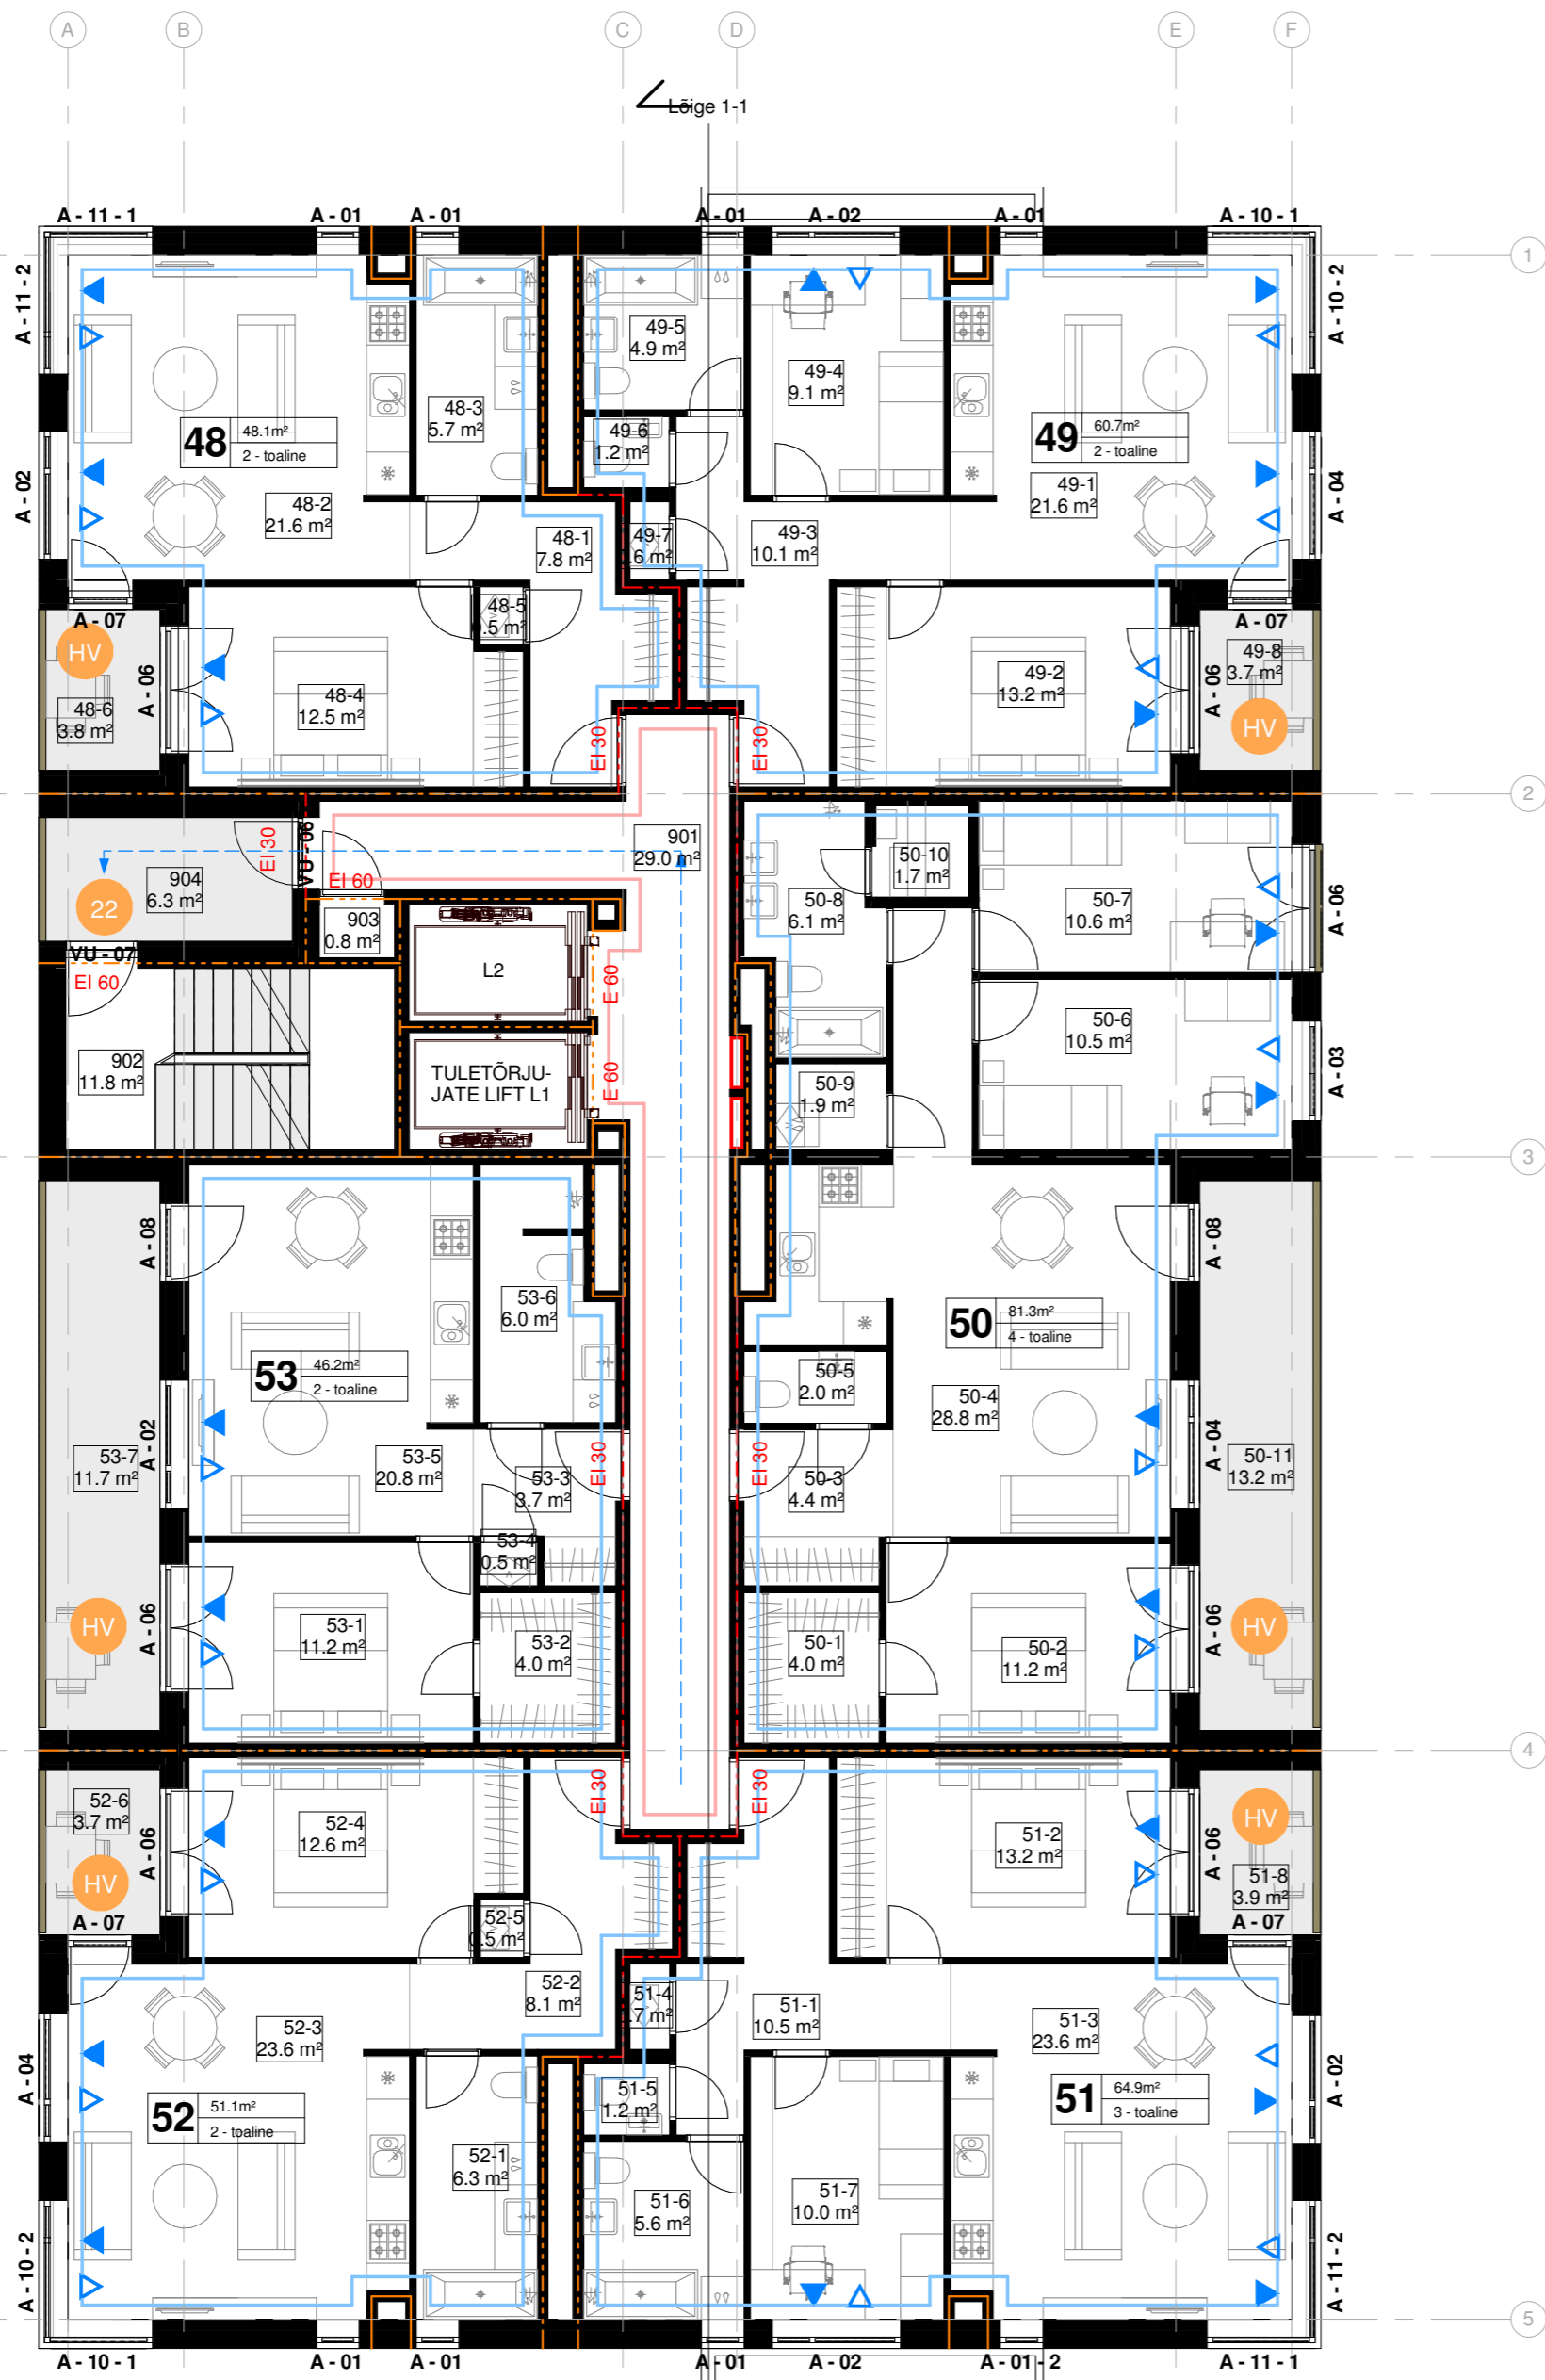 A
B
C
D
E
F
Lõige 1-1
A - 11 - 1
A - 01
A - 01
A - 01
A - 02
A - 01
A - 10 - 1
1
A - 11 - 2
A - 10 - 2
49-5
4.9 m²
49-4
9.1 m²
48-3
5.7 m²
48
48.1m²
2 - toaline
49-6
1.2 m²
49
60.7m²
2 - toaline
A - 02
48-2
21.6 m²
49-1
21.6 m²
A - 04
48-1
7.8 m²
49-7
.6 m²
49-3
10.1 m²
48-5
.5 m²
A - 07
HV
A - 06
48-6
3.8 m²
48-4
12.5 m²
49-2
13.2 m²
A - 07
49-8
3.7 m²
A - 06
HV
EI 30
EI 30
2
901
29.0 m²
EI 30
VU - 06
904
6.3 m²
22
EI 60
903
0.8 m²
50-10
1.7 m²
50-8
6.1 m²
50-7
10.6 m²
A - 06
VU - 07
EI 60
L2
E 60
50-6
10.5 m²
902
11.8 m²
TULETÕRJU-
JATE LIFT L1
E 60
50-9
1.9 m²
A - 03
3
A - 08
A - 08
53-6
6.0 m²
50
81.3m²
4 - toaline
53
46.2m²
2 - toaline
50-5
2.0 m²
50-4
28.8 m²
53-7
11.7 m²
A - 02
53-5
20.8 m²
53-3
3.7 m²
EI 30
EI 30
50-3
4.4 m²
A - 04
50-11
13.2 m²
53-4
0.5 m²
HV
A - 06
53-1
11.2 m²
53-2
4.0 m²
50-1
4.0 m²
50-2
11.2 m²
A - 06
HV
4
52-6
3.7 m²
EI 30
EI 30
HV
A - 06
52-4
12.6 m²
51-2
13.2 m²
A - 06
HV
51-8
3.9 m²
A - 07
52-5
.5 m²
A - 07
52-2
8.1 m²
51-4
.7 m²
51-1
10.5 m²
52-3
23.6 m²
51-3
23.6 m²
A - 04
A - 02
52
51.1m²
2 - toaline
51-5
1.2 m²
51
64.9m²
3 - toaline
52-1
6.3 m²
51-6
5.6 m²
51-7
10.0 m²
A - 10 - 2
A - 11 - 2
5
A - 10 - 1
A - 01
A - 01
A - 01
A - 02
A - 01 - 2
A - 11 - 1